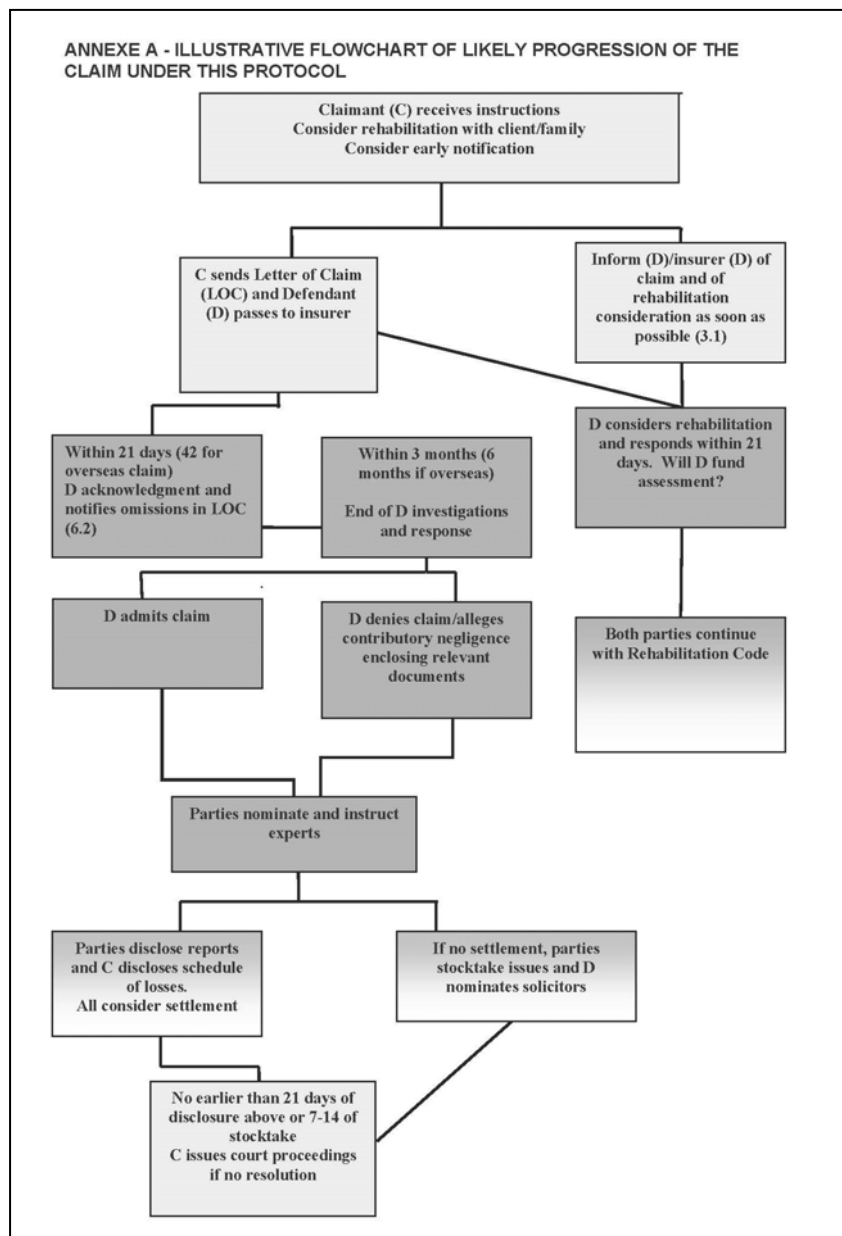 ANNEXE A - ILLUSTRATIVE FLOWCHART OF LIKELY PROGRESSION OF THE
CLAIM UNDER THIS PROTOCOL
Claimant (C) receives instructions
Consider rehabilitation with client/family
Consider early notification
C sends Letter of Claim
(LOC) and Defendant
(D) passes to insurer
Inform (D)/insurer (D) of
claim and of
rehabilitation
consideration as soon as
possible (3.1)
Within 21 days (42 for
overseas claim)
D acknowledgment and
notifies omissions in LOC
(6.2)
Within 3 months (6
months if overseas)
End of D investigations
and response
D considers rehabilitation
and responds within 21
days. Will D fund
assessment?
D admits claim
D denies claim/alleges
contributory negligence
enclosing relevant
documents
Both parties continue
with Rehabilitation Code
Parties nominate and instruct
experts
Parties disclose reports
and C discloses schedule
of losses.
All consider settlement
If no settlement, parties
stocktake issues and D
nominates solicitors
No earlier than 21 days of
disclosure above or 7-14 of
stocktake
C issues court proceedings
if no resolution